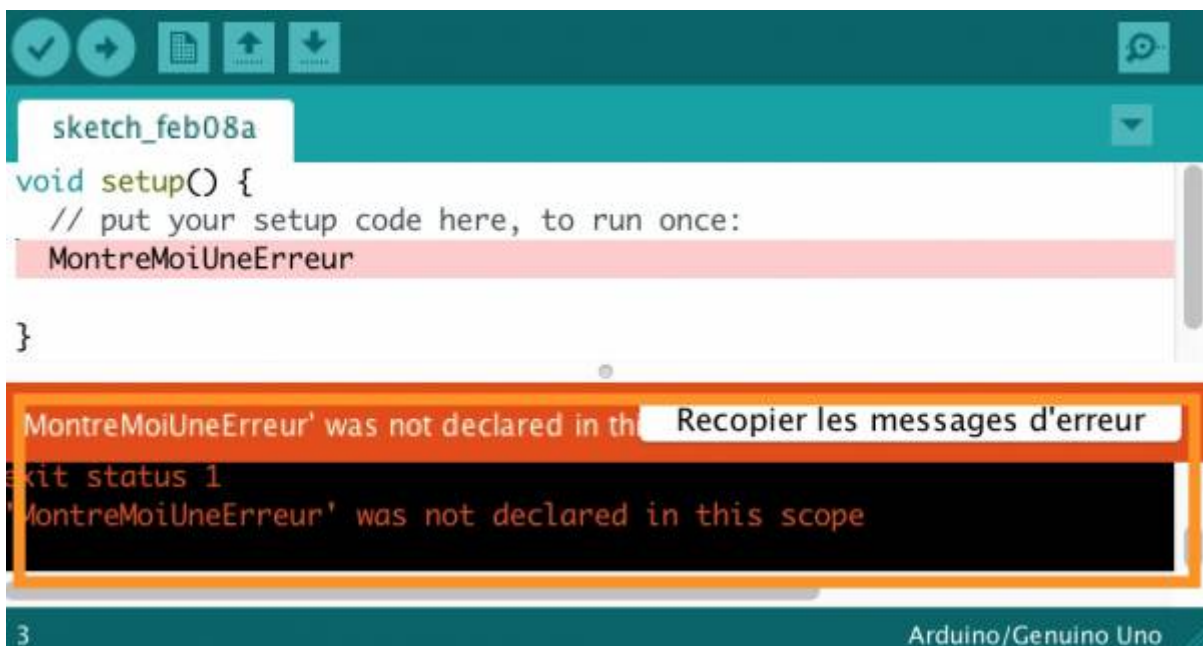 sketch_feb08a
void setup() {
// put your setup code here, to run once:
MontreMoiUneErreur
}
MontreMoiUneErreur' was not declared in thi
Recopier les messages d'erreur
exit status 1
'MontreMoiUneErreur' was not declared in this scope
3
Arduino/Genuino Uno